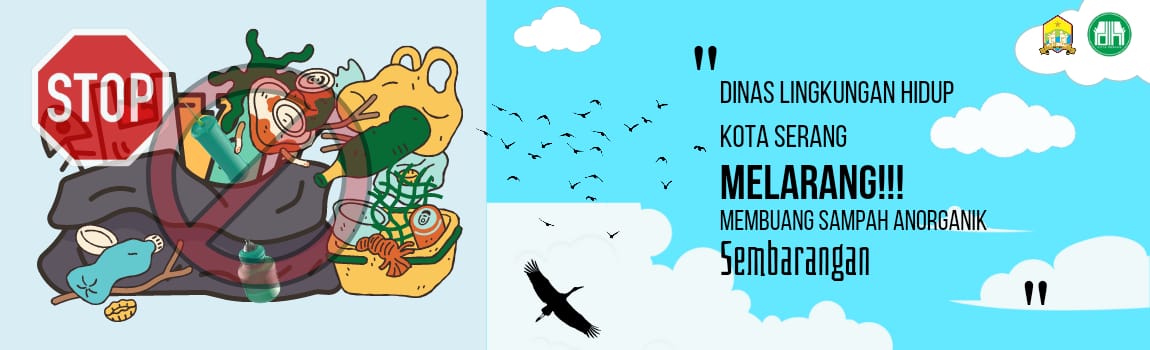 STOP
"
DINAS LINGKUNGAN HIDUP
KOTA SERANG
MELARANG!!!
MEMBUANG SAMPAH ANORGANIK
Sembarangan
"